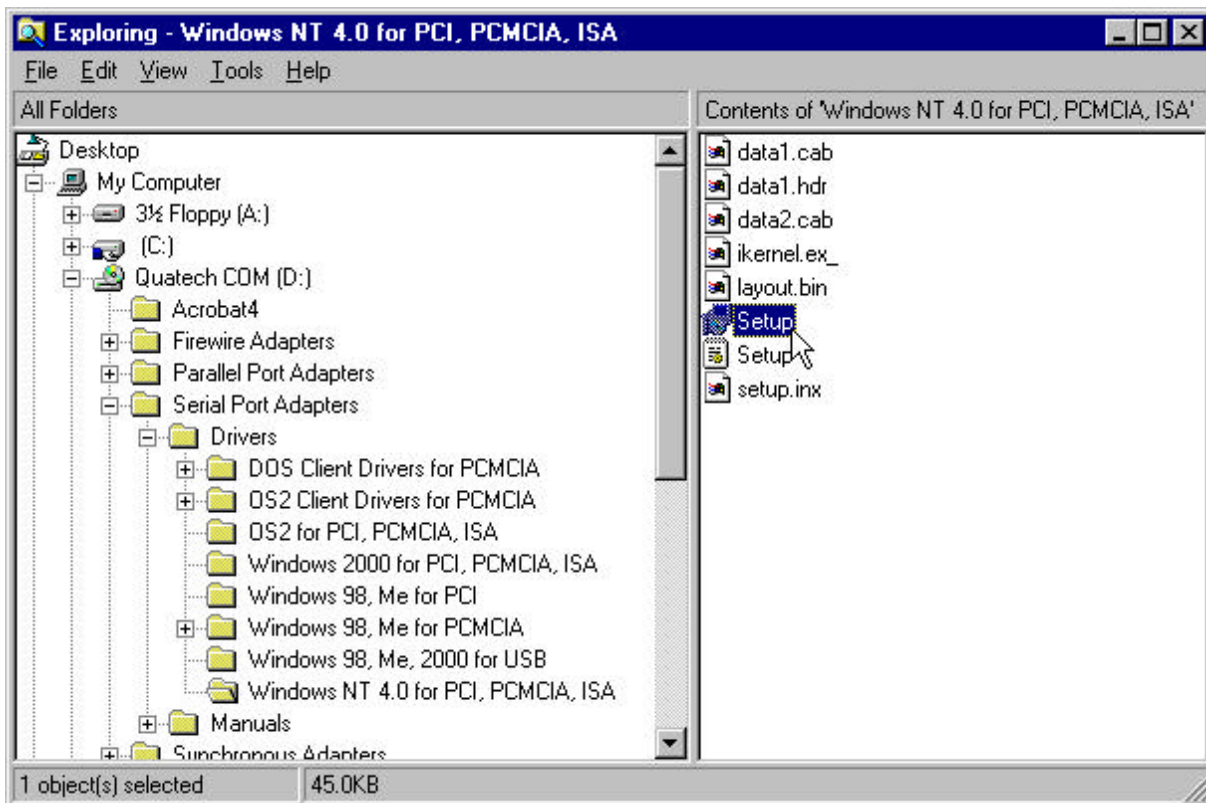 Exploring - Windows NT 4.0 for PCI, PCMCIA, ISA
File Edit View Tools Help
All Folders
Contents of 'Windows NT 4.0 for PCI, PCMCIA, ISA'
Desktop
My Computer
3½ Floppy (A:)
(C:)
Quatech COM (D:)
Acrobat4
Firewire Adapters
Parallel Port Adapters
Serial Port Adapters
Drivers
DOS Client Drivers for PCMCIA
OS2 Client Drivers for PCMCIA
OS2 for PCI, PCMCIA, ISA
Windows 2000 for PCI, PCMCIA, ISA
Windows 98, Me for PCI
Windows 98, Me for PCMCIA
Windows 98, Me, 2000 for USB
Windows NT 4.0 for PCI, PCMCIA, ISA
Manuals
Synchronous Adapters
data1.cab
data1.hdr
data2.cab
ikernel.ex_
layout.bin
Setup
Setup
setup.inx
1 object(s) selected
45.0KB